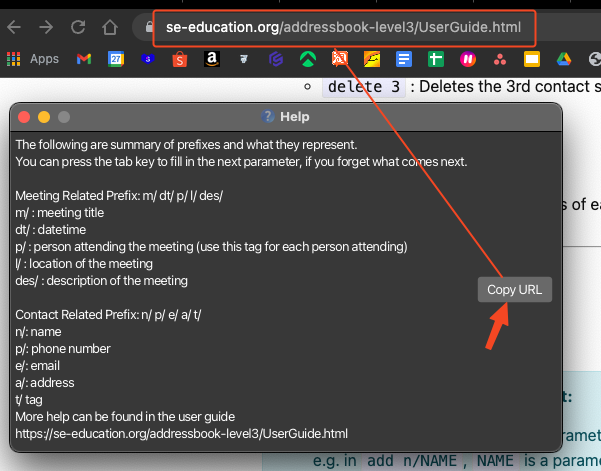 se-education.org/addressbook-level3/UserGuide.html
Apps
delete 3 : Deletes the 3rd contact s
Help
The following are summary of prefixes and what they represent.
You can press the tab key to fill in the next parameter, if you forget what comes next.
Meeting Related Prefix: m/ dt/ p/ l/ des/
m/ : meeting title
dt/ : datetime
p/ : person attending the meeting (use this tag for each person attending)
l/ : location of the meeting
des/ : description of the meeting
s of ea
Copy URL
Contact Related Prefix: n/ p/ e/ a/ t/
n/: name
p/: phone number
e/: email
a/: address
t/ tag
t:
More help can be found in the user guide
https://se-education.org/addressbook-level3/UserGuide.html
ramet
e.g. in add n/NAME , NAME is a parame